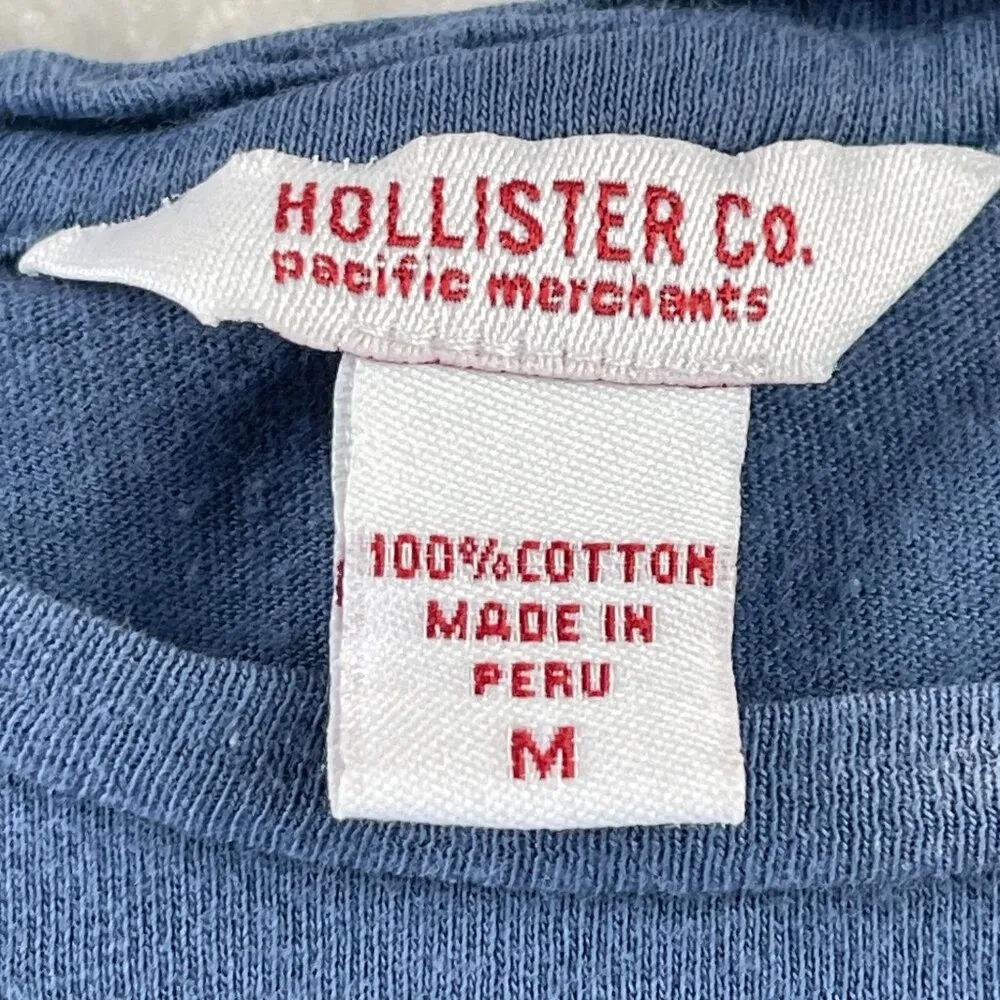 HOLLISTER CO.
pacific merchants
100% COTTON
MADE IN
PERU
M